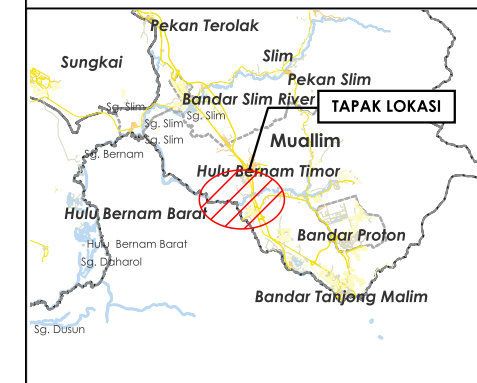 Pekan Terolak
Slim
Sungkai
Pekan Slim
Bandar Slim River
Sg. Slim
Sg. Slim
TAPAK LOKASI
Sg. Slim
Sg. Slim
Muallim
Sg. Bernam
Hulu Bernam Timor
Hulu Bernam Barat
Bandar Proton
Hulu Bernam Barat
Sg. Daharol
Bandar Tanjong Malim
Sg. Dusun